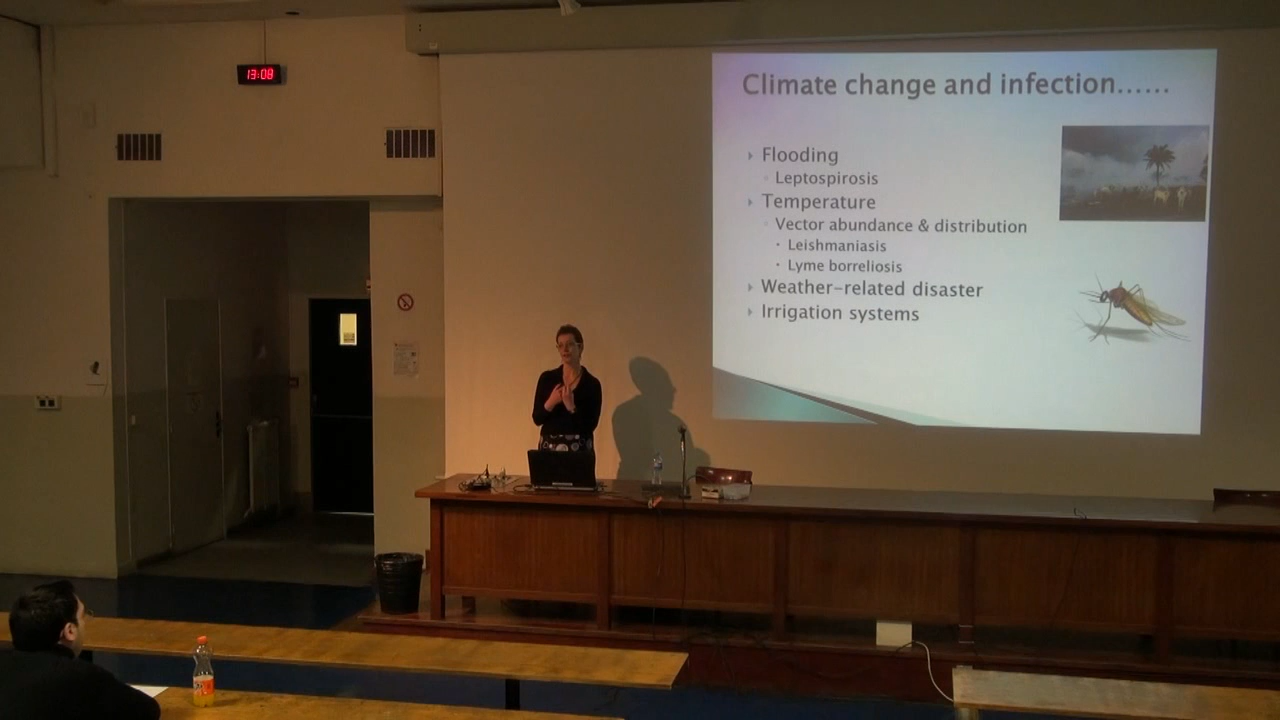 13:08
Climate change and infection......
Flooding
Leptospirosis
Temperature
Vector abundance & distribution
Leishmaniasis
Lyme borreliosis
Weather-related disaster
Irrigation systems